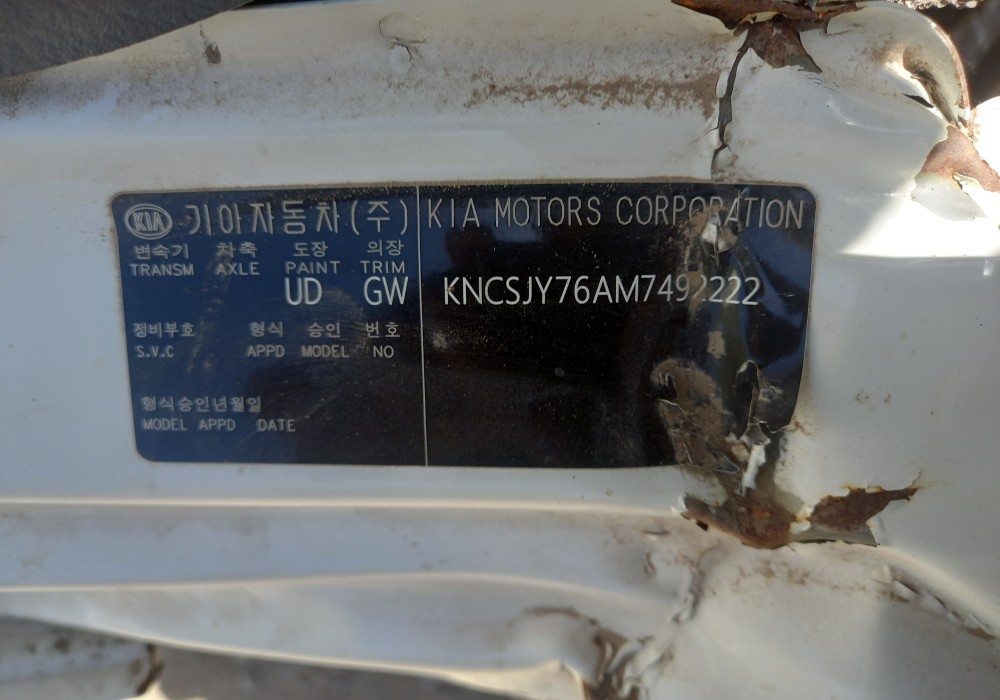 KIA 기아자동차(주) KIA MOTORS CORPORATION
변속기 차축 도장 의장
TRANSM AXLE PAINT TRIM
UD GW KNCSJY76AM7492222
정비부호 형식 승인 번호
S.V.C APPD MODEL NO
형식승인년월일
MODEL APPD DATE